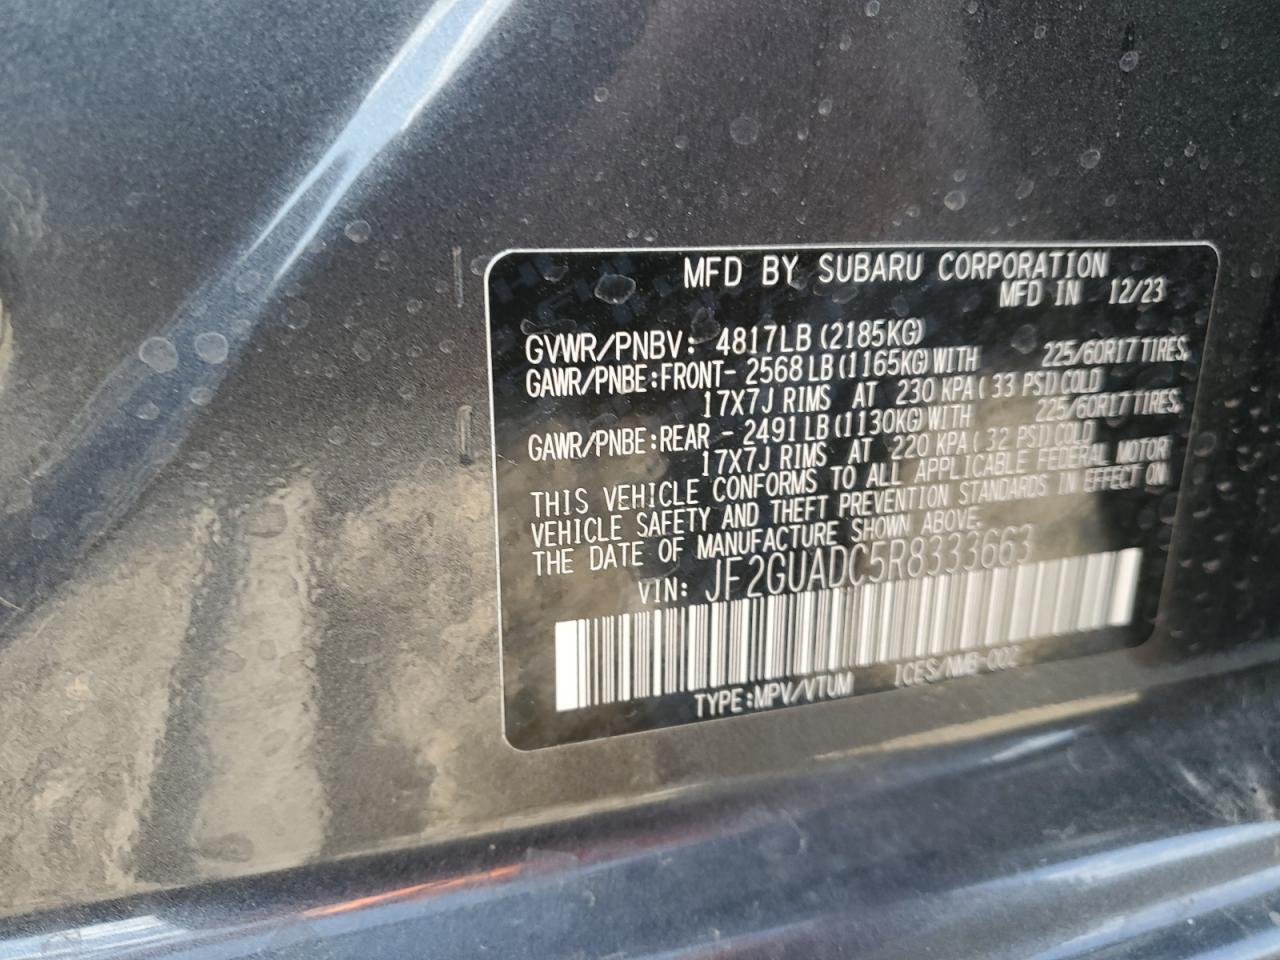 MFD BY SUBARU CORPORATION
MFD IN 12/23
GVWR/PNBV: 4817LB (2185KG)
GAWR/PNBE:FRONT- 2568 LB (1165KG) WITH 225/60R17 TIRES,
17X7J RIMS AT 230 KPA ( 33 PSI) COLD
GAWR/PNBE:REAR - 2491 LB (1130KG) WITH 225/60R17 TIRES,
17X7J RIMS AT 220 KPA ( 32 PSI) COLD
THIS VEHICLE CONFORMS TO ALL APPLICABLE FEDERAL MOTOR
VEHICLE SAFETY AND THEFT PREVENTION STANDARDS IN EFFECT ON
THE DATE OF MANUFACTURE SHOWN ABOVE.
VIN: JF2GUADC5R8333663
TYPE:MPV/VTUM ICES/NMB-002